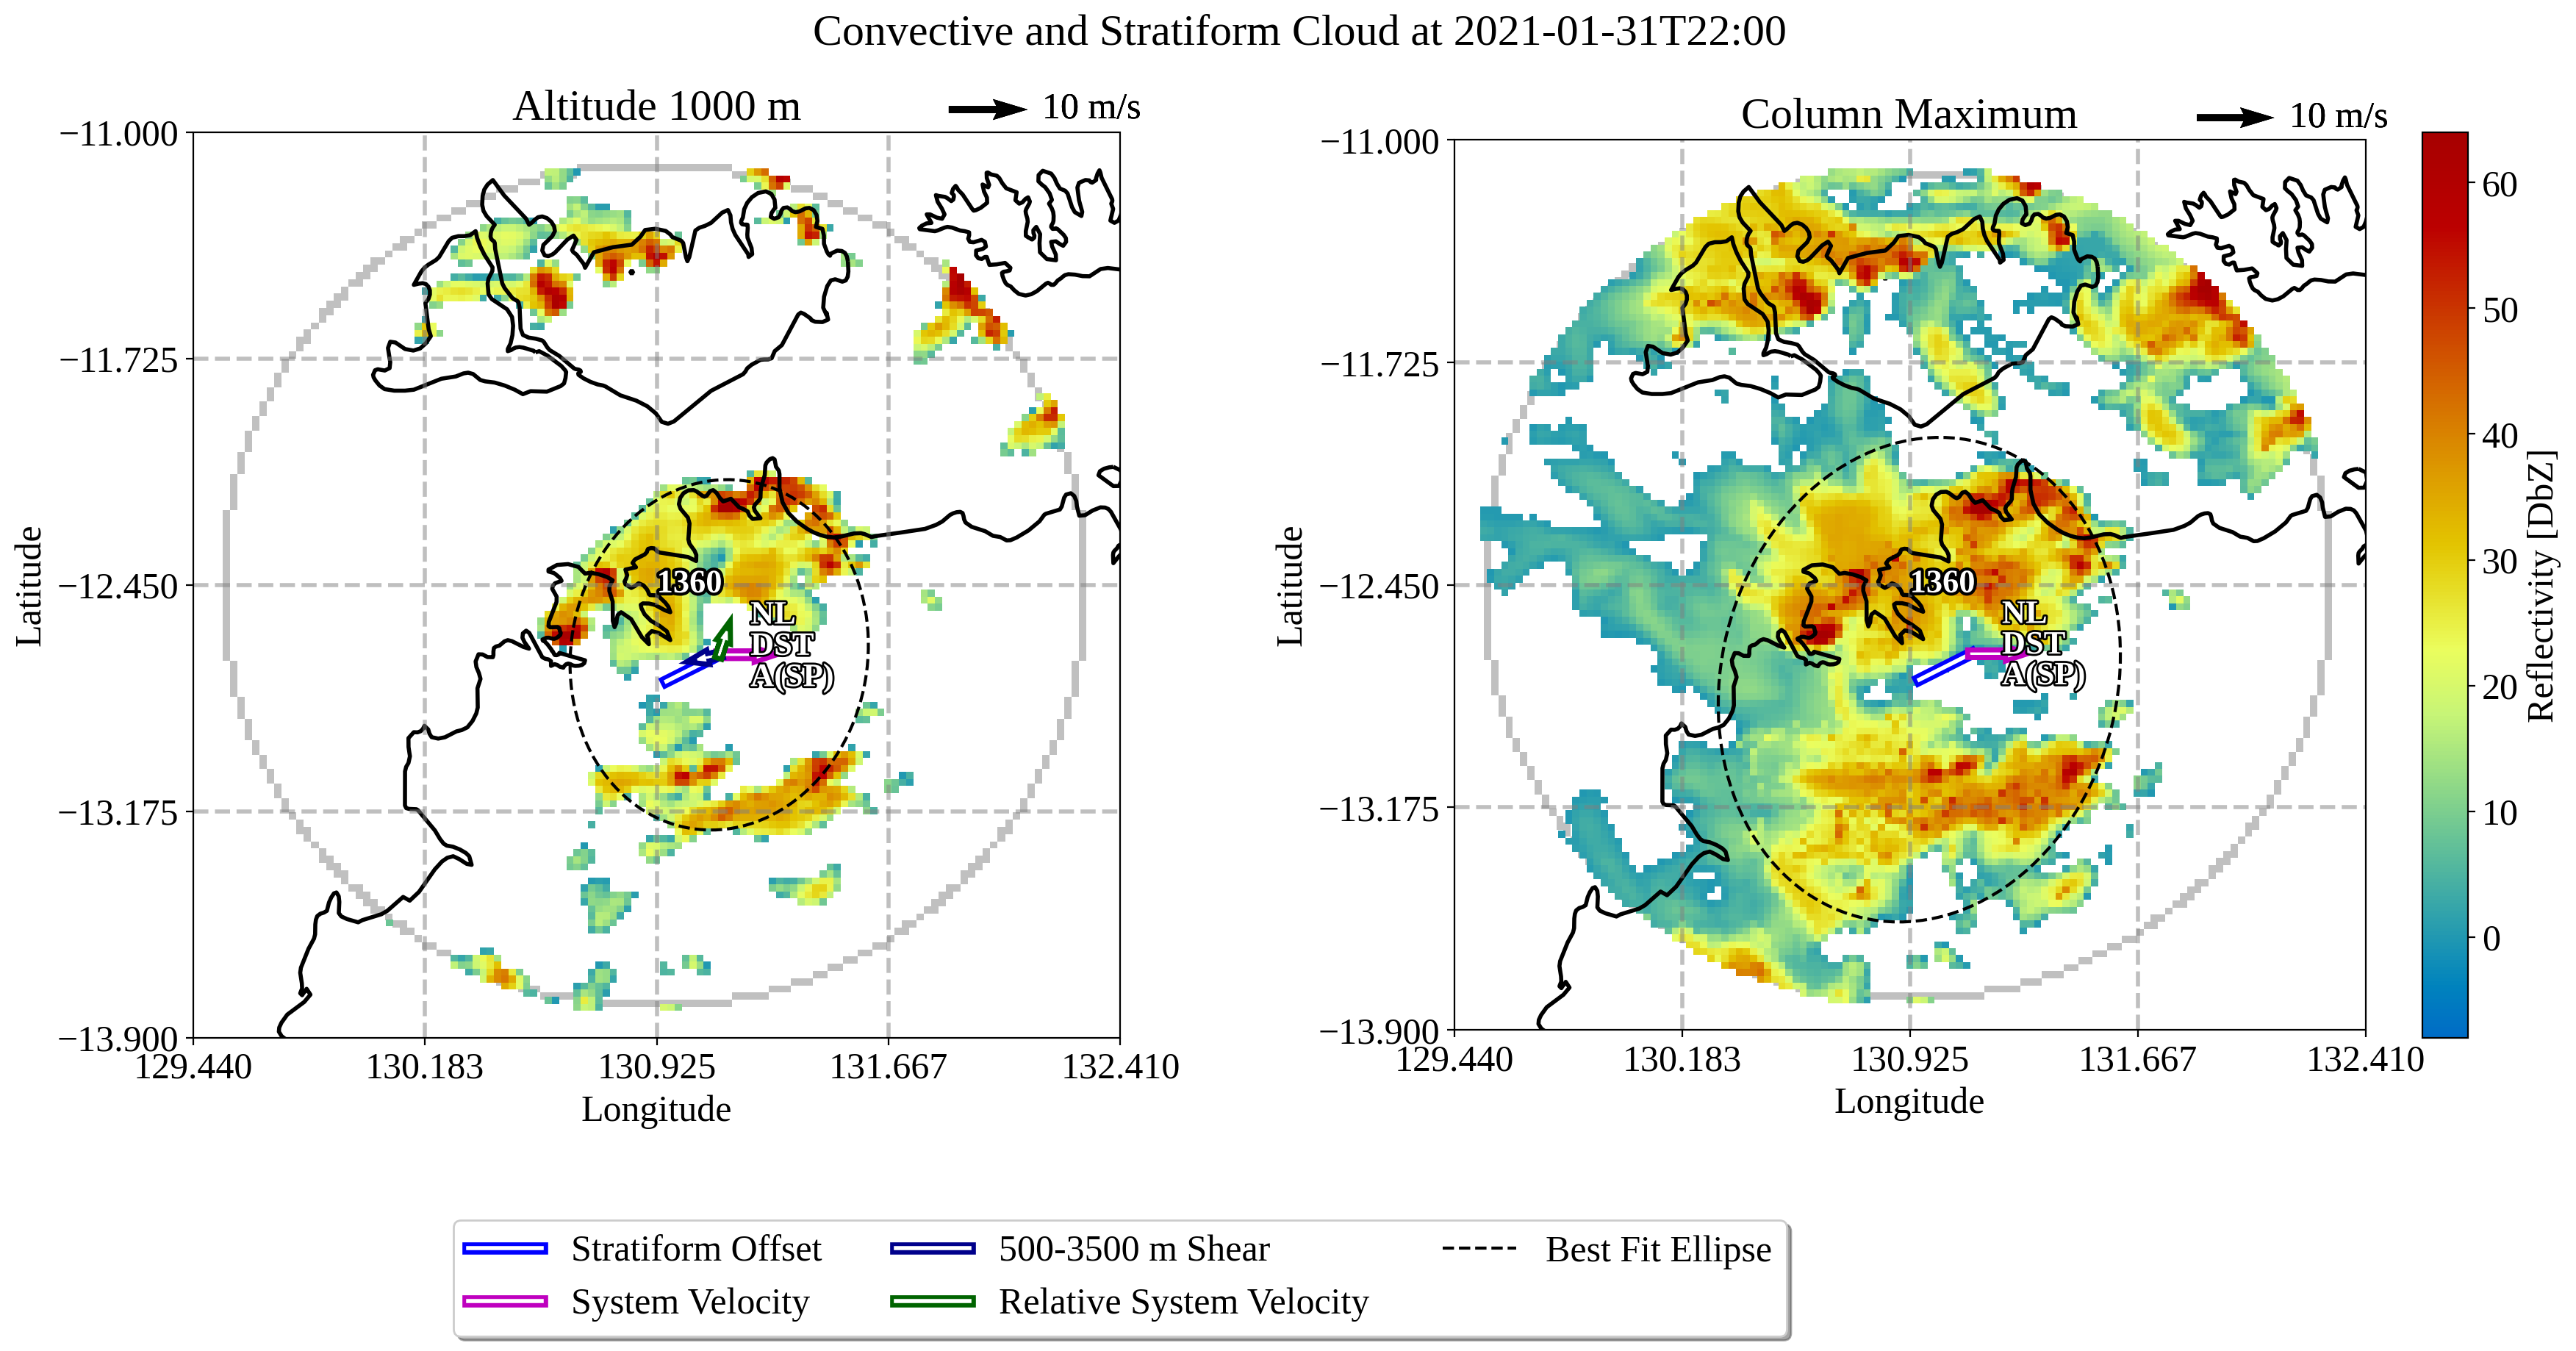 Convective and Stratiform Cloud at 2021-01-31T22:00
Altitude 1000 m
10 m/s
−11.000
−11.725
−12.450
−13.175
−13.900
Latitude
129.440
130.183
130.925
131.667
132.410
Longitude
1360
NL
DST
A(SP)
Column Maximum
10 m/s
−11.000
−11.725
−12.450
−13.175
−13.900
Latitude
129.440
130.183
130.925
131.667
132.410
Longitude
1360
NL
DST
A(SP)
60
50
40
30
20
10
0
Reflectivity [DbZ]
Stratiform Offset
500-3500 m Shear
Best Fit Ellipse
System Velocity
Relative System Velocity